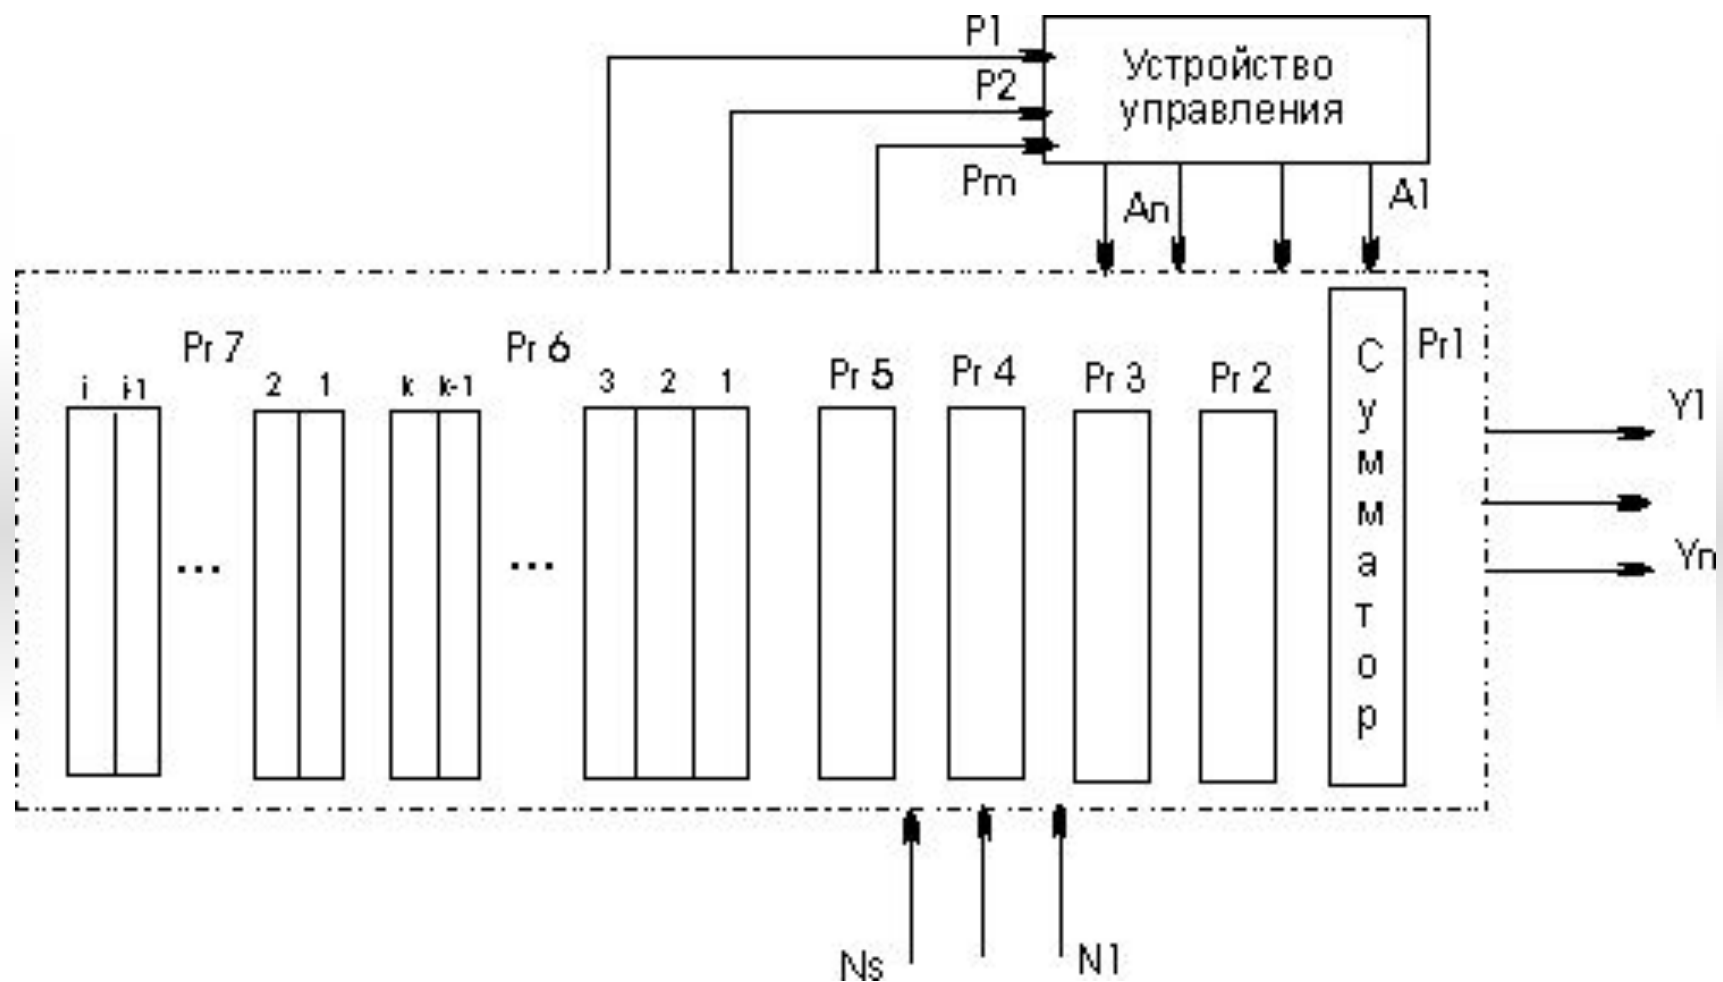 P1
P2
Pm
Устройство
управления
An
A1
Pr 7
Pr 6
Pr 5
Pr 4
Pr 3
Pr 2
Pr1
i i-1
2 1
k k-1
3 2 1
...
...
Сумматор
Y1
Yn
Ns
N1